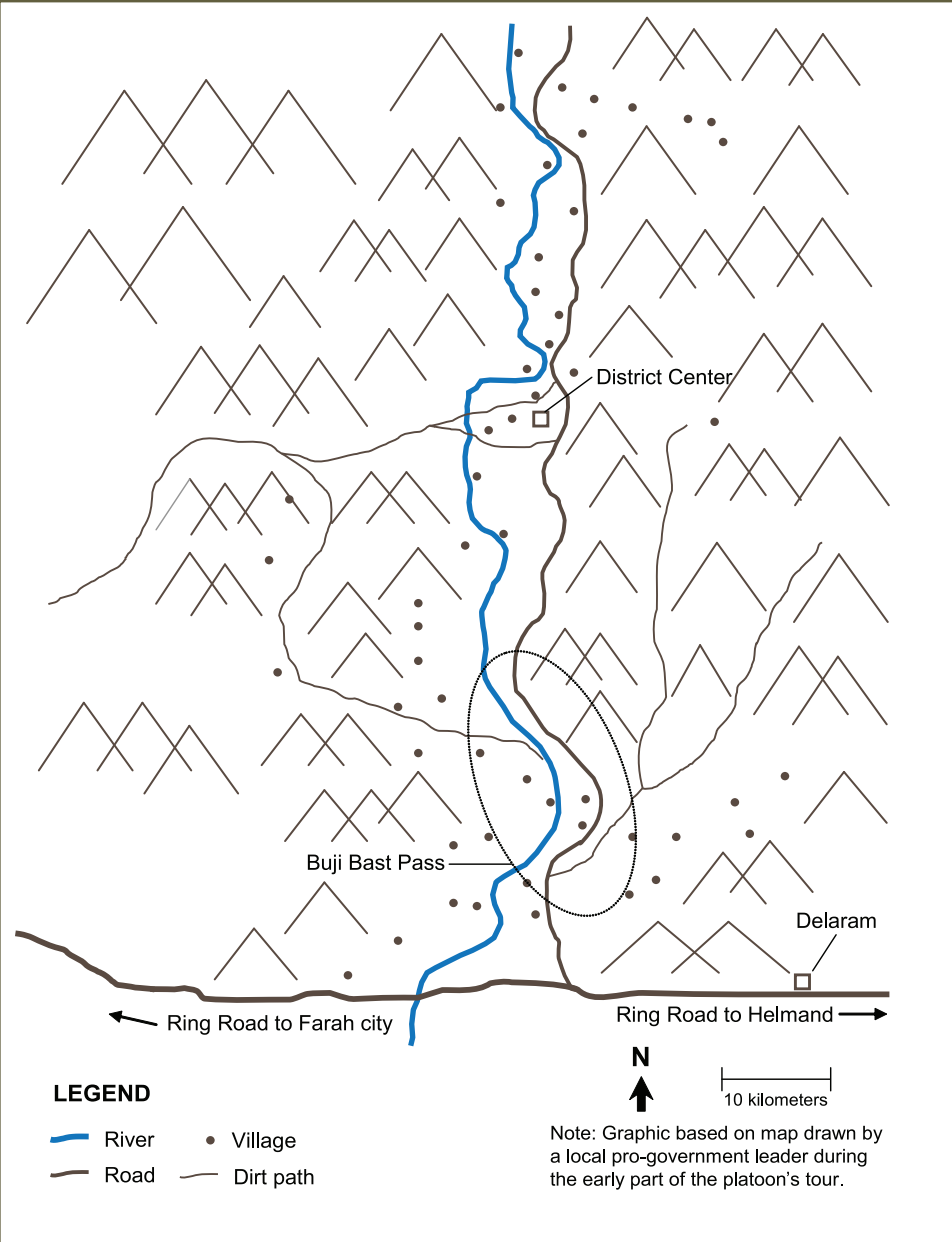 District Center
Buji Bast Pass
Delaram
Ring Road to Farah city
Ring Road to Helmand
N
10 kilometers
LEGEND
River
Village
Road
Dirt path
Note: Graphic based on map drawn by
a local pro-government leader during
the early part of the platoon's tour.